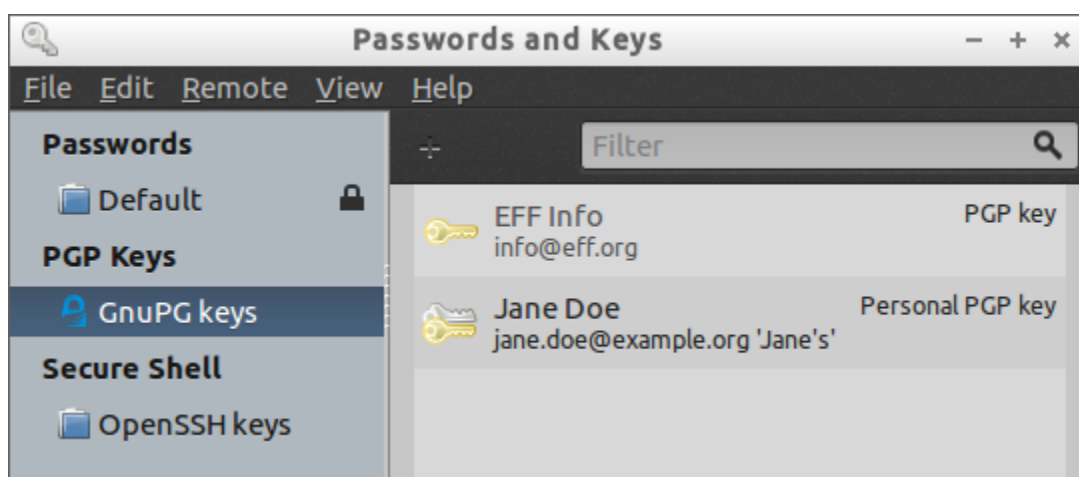 Passwords and Keys
File Edit Remote View Help
Passwords
Default
PGP Keys
GnuPG keys
Secure Shell
OpenSSH keys
Filter
EFF Info PGP key
info@eff.org
Jane Doe Personal PGP key
jane.doe@example.org 'Jane's'